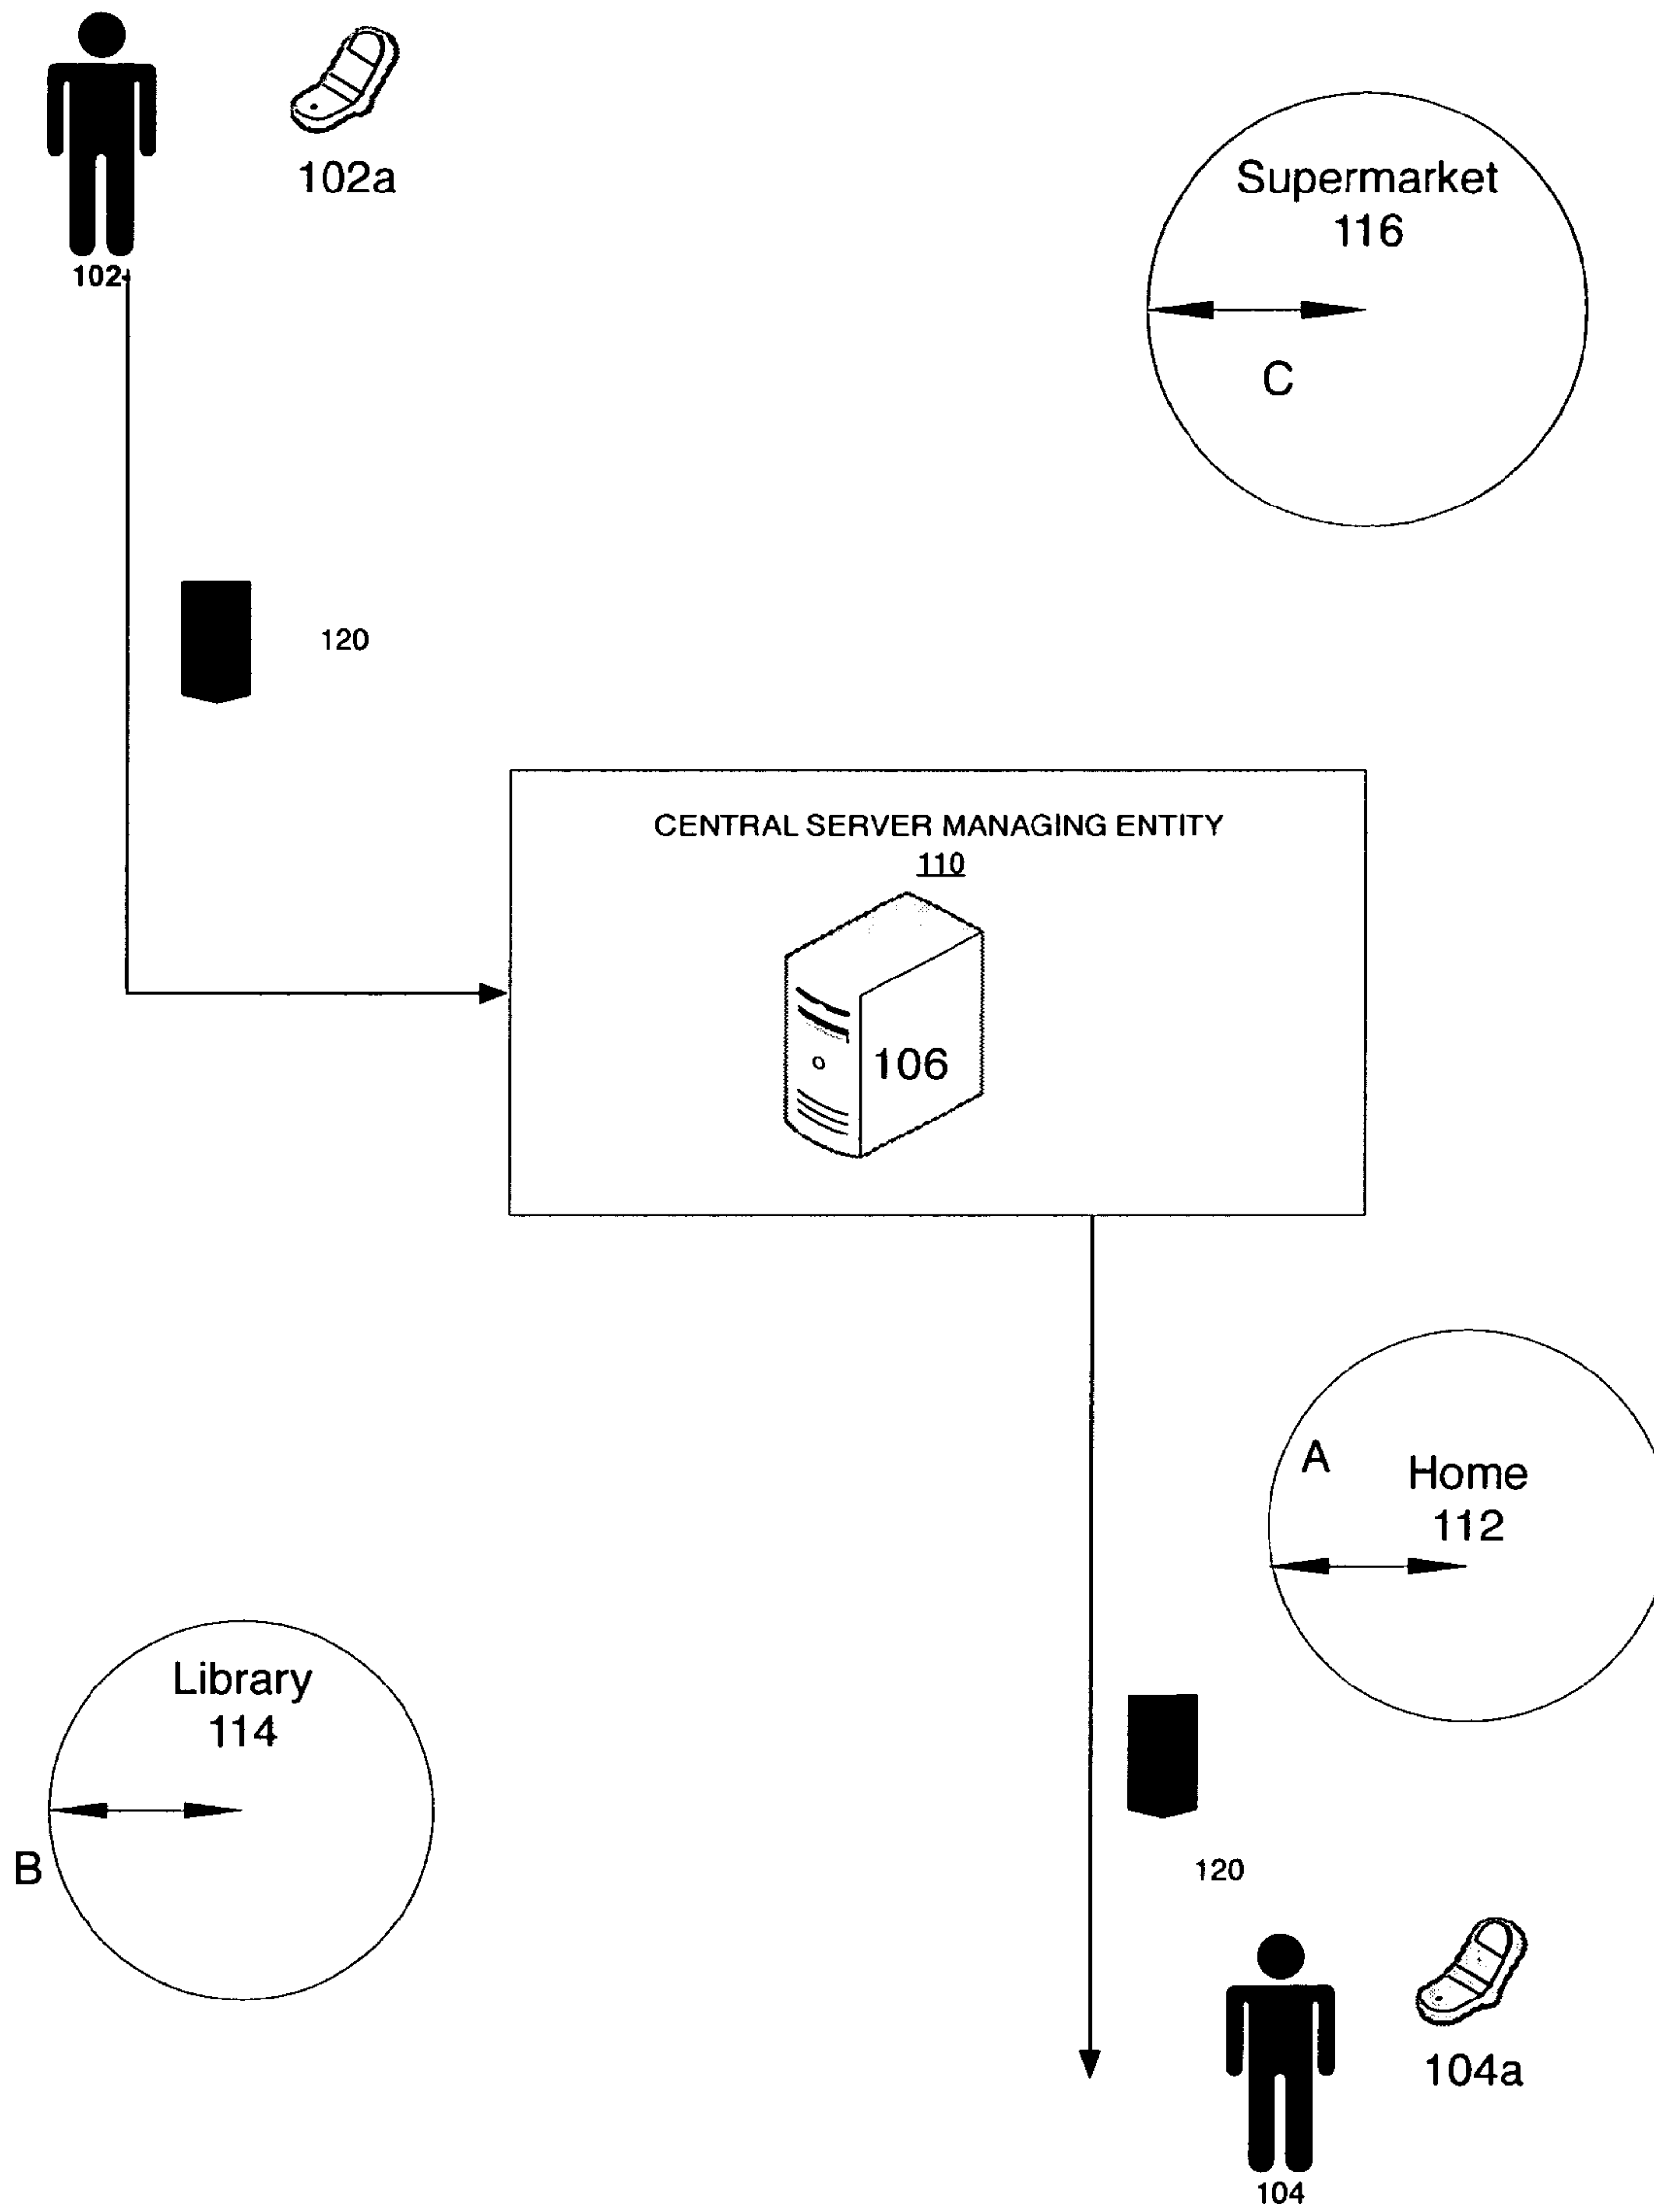 102a
102
Supermarket
116
C
120
CENTRAL SERVER MANAGING ENTITY
110
106
A
Home
112
Library
114
B
120
104a
104